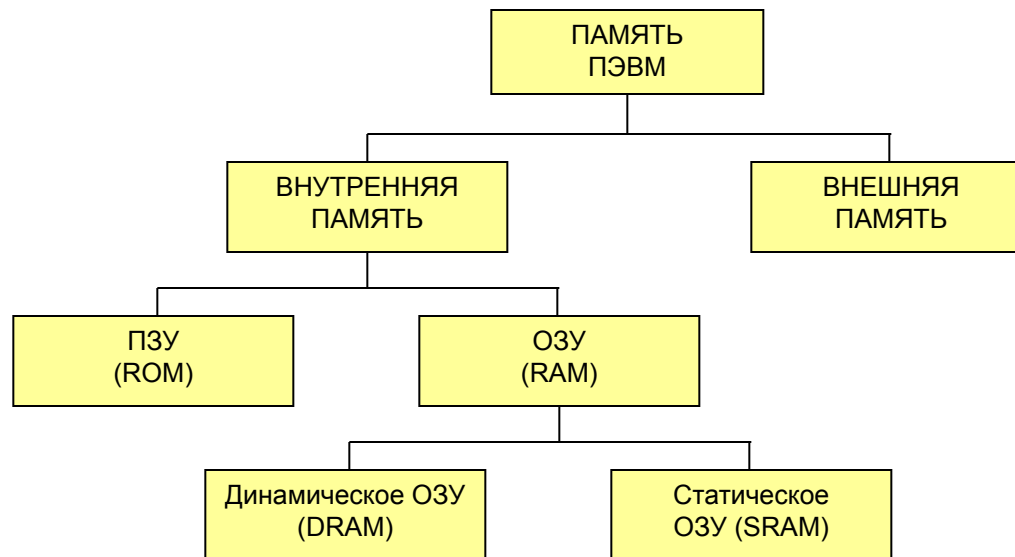 ПАМЯТЬ
ПЭВМ
ВНУТРЕННЯЯ
ПАМЯТЬ
ВНЕШНЯЯ
ПАМЯТЬ
ПЗУ
(ROM)
ОЗУ
(RAM)
Динамическое ОЗУ
(DRAM)
Статическое
ОЗУ (SRAM)